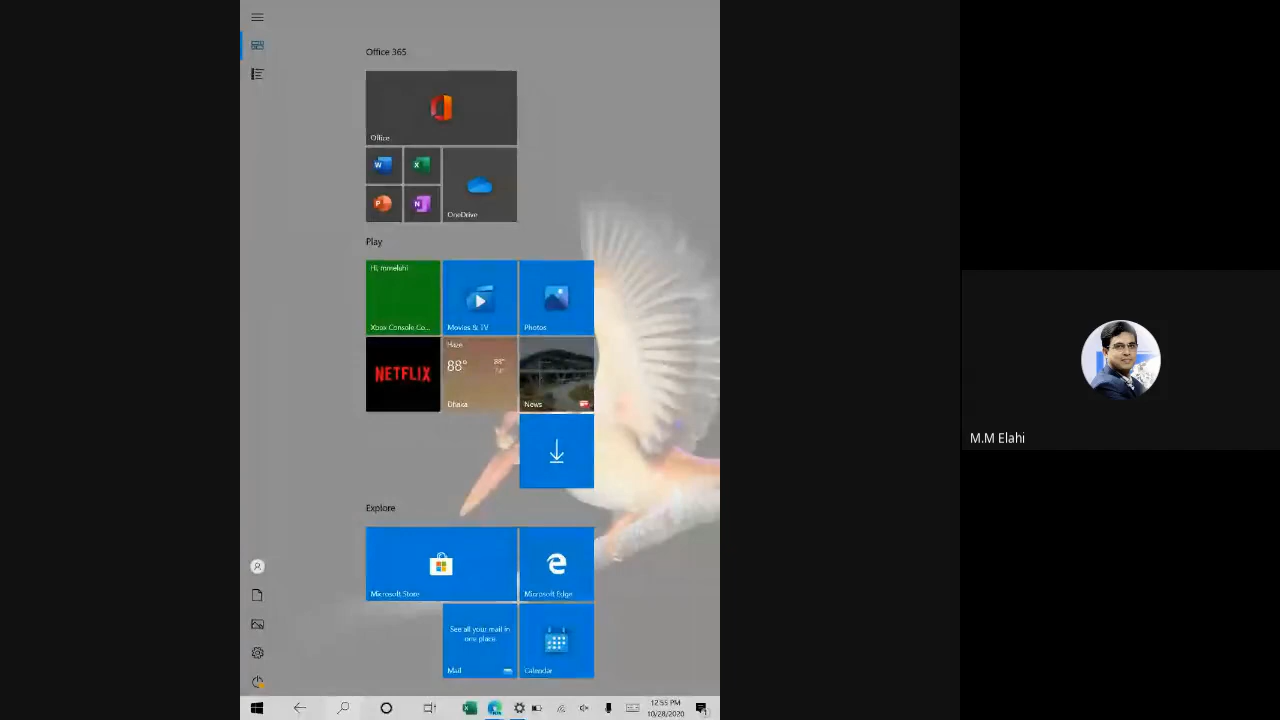 Office 365
Office
OneDrive
Play
Hi, mmelahi
Xbox Console Co...
Movies & TV
Photos
NETFLIX
Haze
88°
88°
Dhaka
News
Explore
Microsoft Store
Microsoft Edge
See all your mail in
one place.
Mail
Calendar
12:55 PM
10/28/2020
M.M Elahi